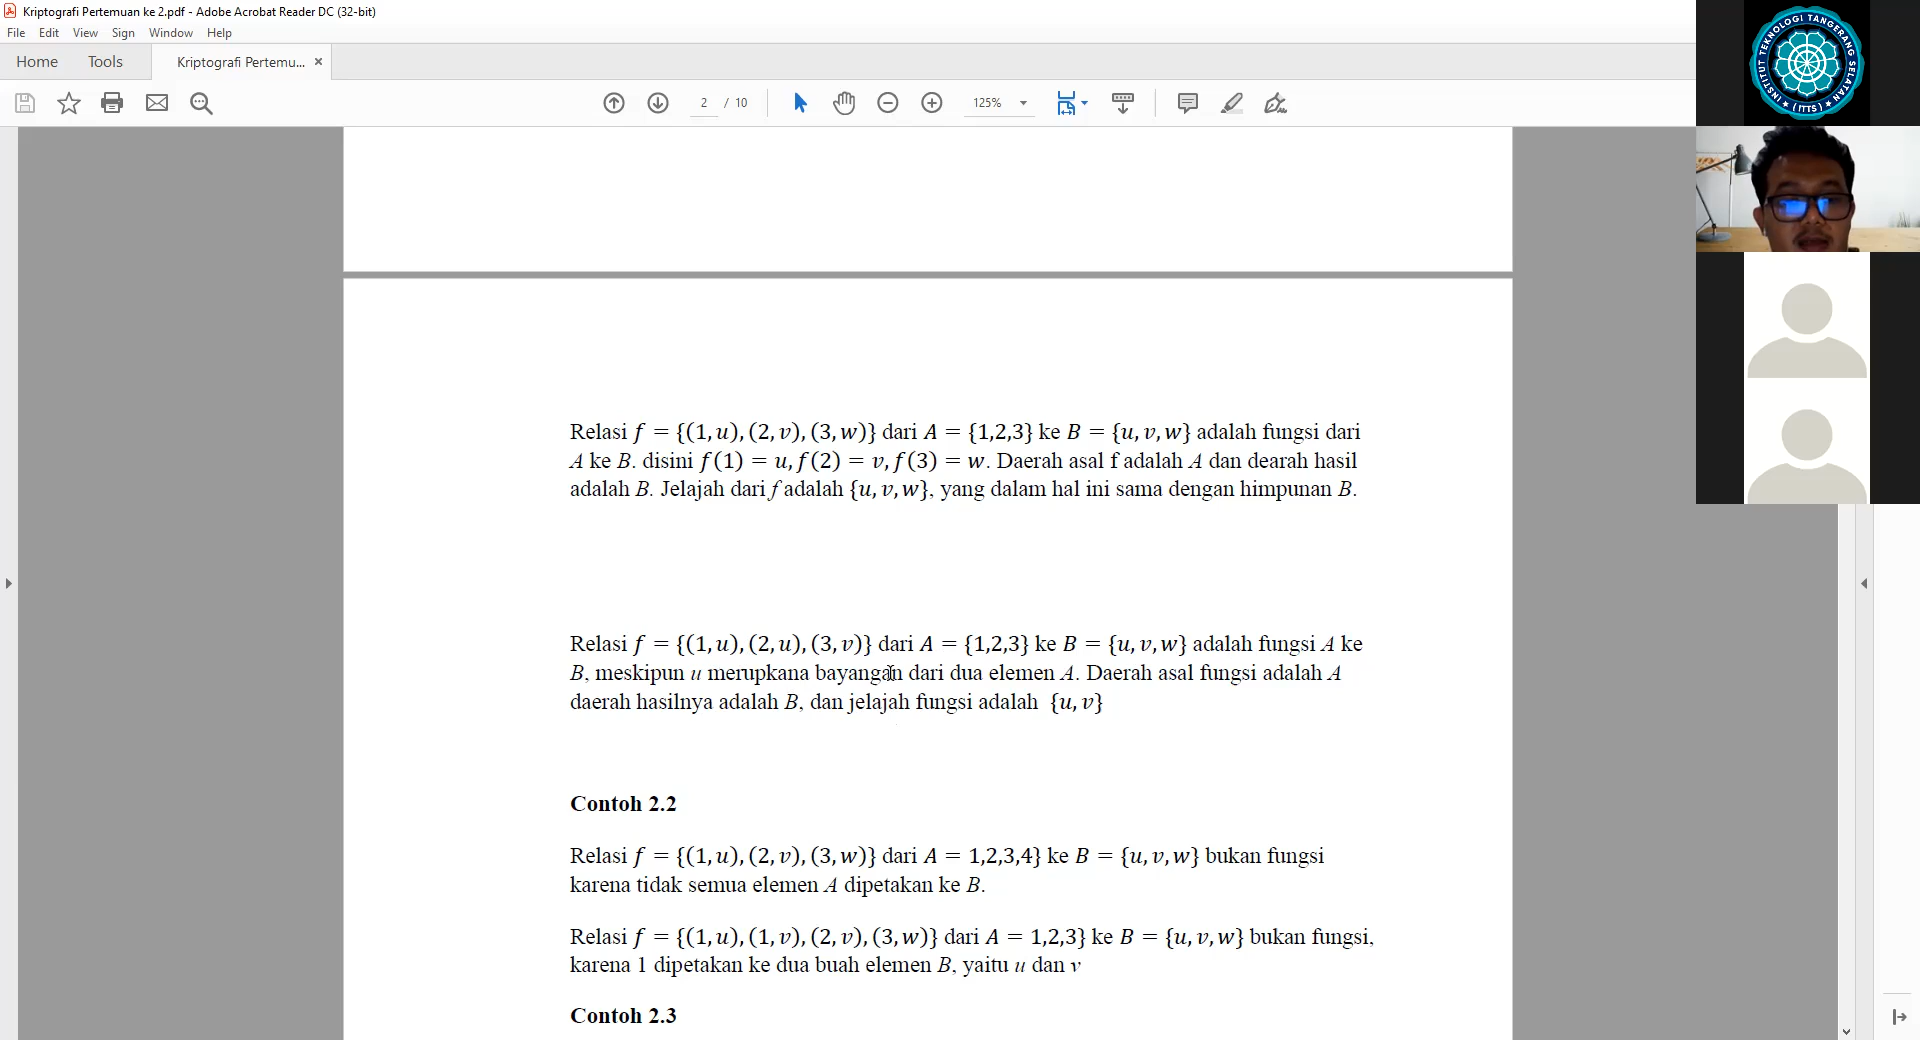 Kriptografi Pertemuan ke 2.pdf - Adobe Acrobat Reader DC (32-bit)
File Edit View Sign Window Help
Home Tools Kriptografi Pertemu... ×
2 / 10 125%
INSTITUT TEKNOLOGI TANGERANG SELATAN
(ITTS)
Relasi f = {(1, u), (2, v), (3, w)} dari A = {1,2,3} ke B = {u, v, w} adalah fungsi dari
A ke B. disini f(1) = u, f(2) = v, f(3) = w. Daerah asal f adalah A dan dearah hasil
adalah B. Jelajah dari f adalah {u, v, w}, yang dalam hal ini sama dengan himpunan B.
Relasi f = {(1, u), (2, u), (3, v)} dari A = {1,2,3} ke B = {u, v, w} adalah fungsi A ke
B, meskipun u merupkana bayangan dari dua elemen A. Daerah asal fungsi adalah A
daerah hasilnya adalah B, dan jelajah fungsi adalah {u, v}
Contoh 2.2
Relasi f = {(1, u), (2, v), (3, w)} dari A = 1,2,3,4} ke B = {u, v, w} bukan fungsi
karena tidak semua elemen A dipetakan ke B.
Relasi f = {(1, u), (1, v), (2, v), (3, w)} dari A = 1,2,3} ke B = {u, v, w} bukan fungsi,
karena 1 dipetakan ke dua buah elemen B, yaitu u dan v
Contoh 2.3